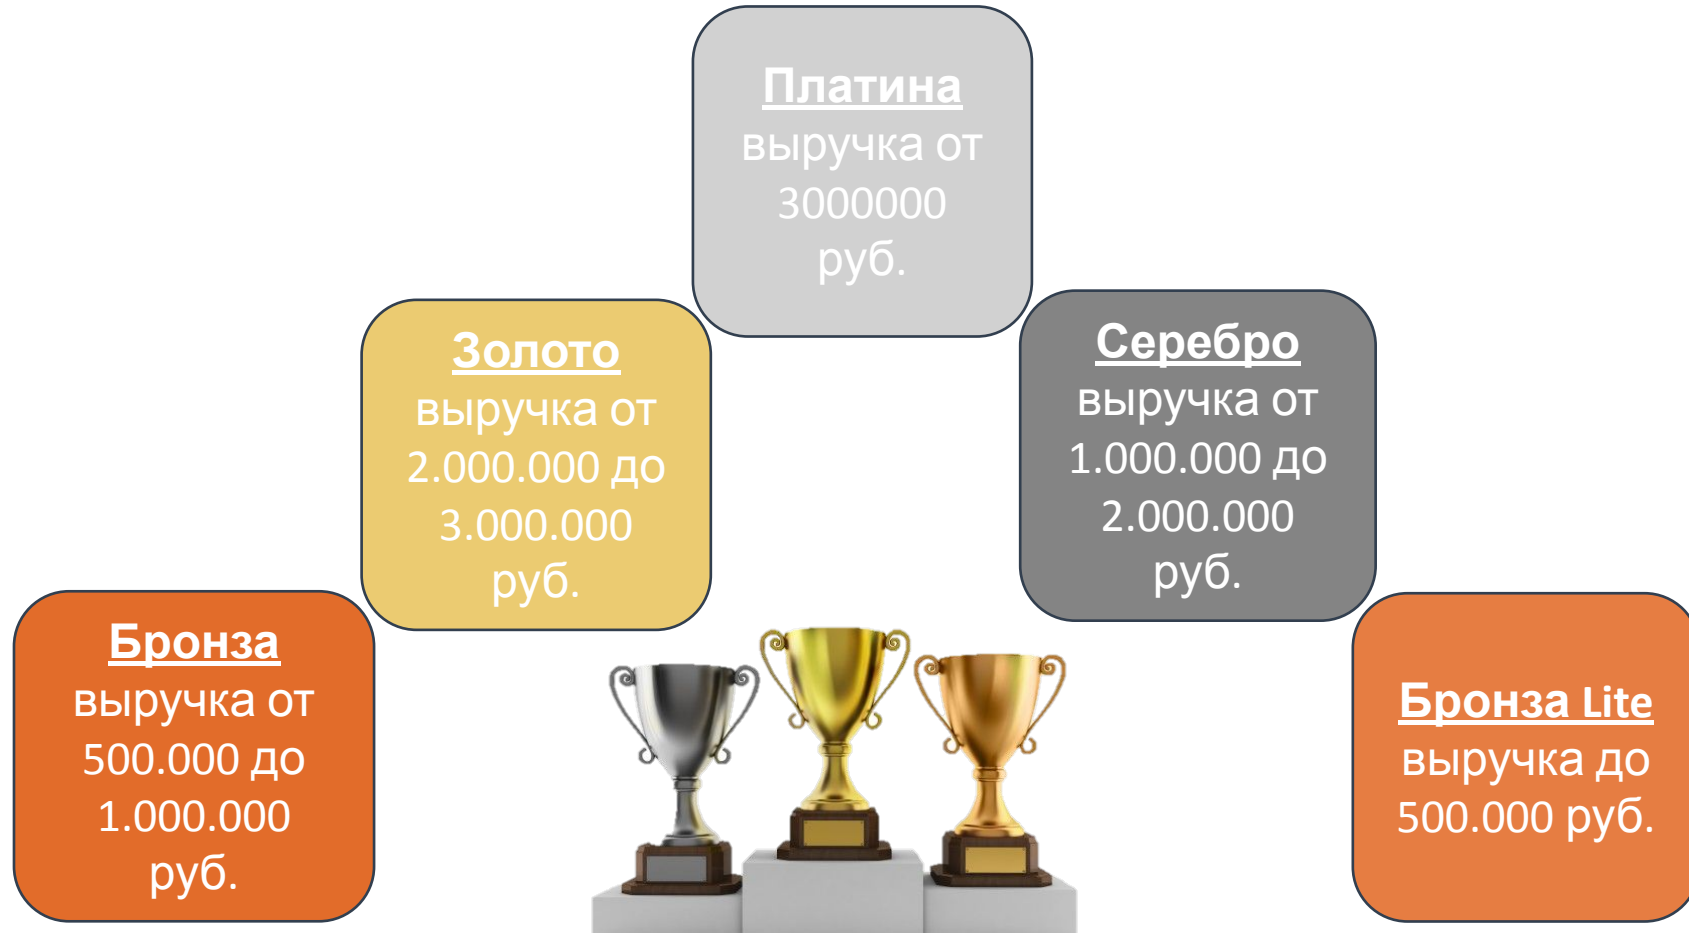 Платина
выручка от
3000000
руб.
Золото
выручка от
2.000.000 до
3.000.000
руб.
Серебро
выручка от
1.000.000 до
2.000.000
руб.
Бронза
выручка от
500.000 до
1.000.000
руб.
Бронза Lite
выручка до
500.000 руб.